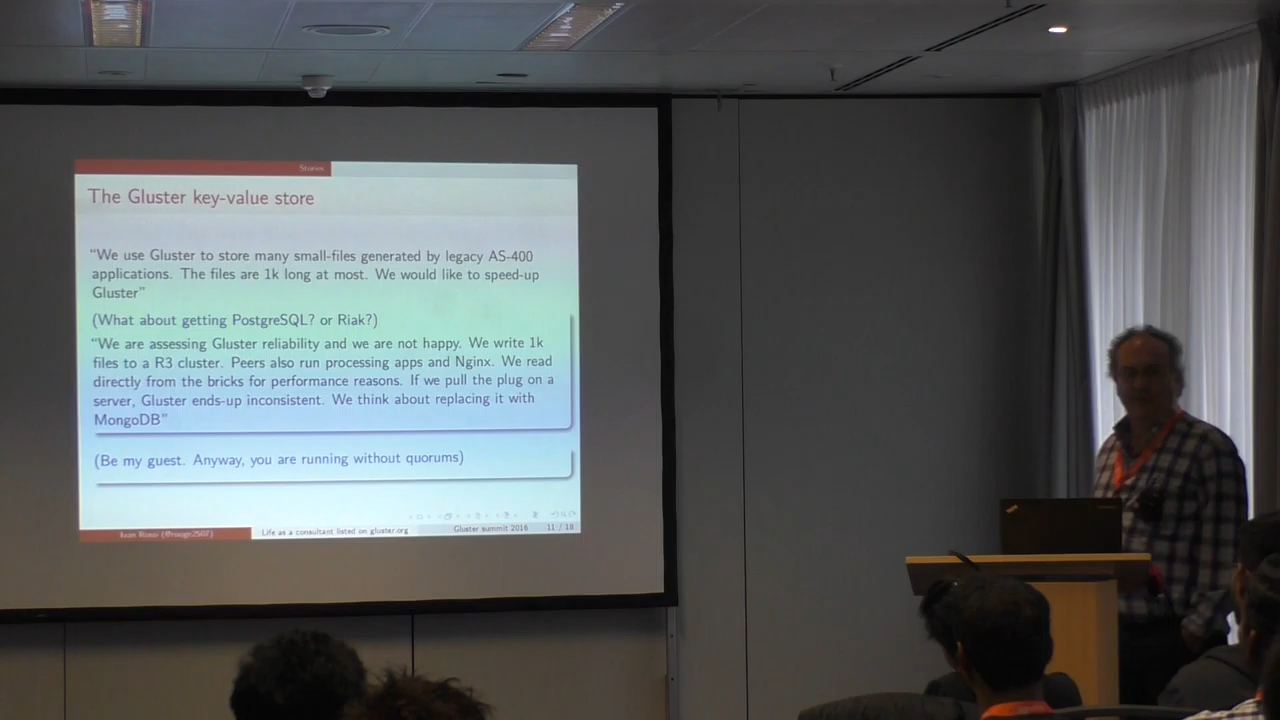 Stories
The Gluster key-value store
“We use Gluster to store many small-files generated by legacy AS-400
applications. The files are 1k long at most. We would like to speed-up
Gluster”
(What about getting PostgreSQL? or Riak?)
“We are assessing Gluster reliability and we are not happy. We write 1k
files to a R3 cluster. Peers also run processing apps and Nginx. We read
directly from the bricks for performance reasons. If we pull the plug on a
server, Gluster ends-up inconsistent. We think about replacing it with
MongoDB”
(Be my guest. Anyway, you are running without quorums)
Ivan Rossi Life as a consultant listed on gluster.org Gluster summit 2016 11 / 18